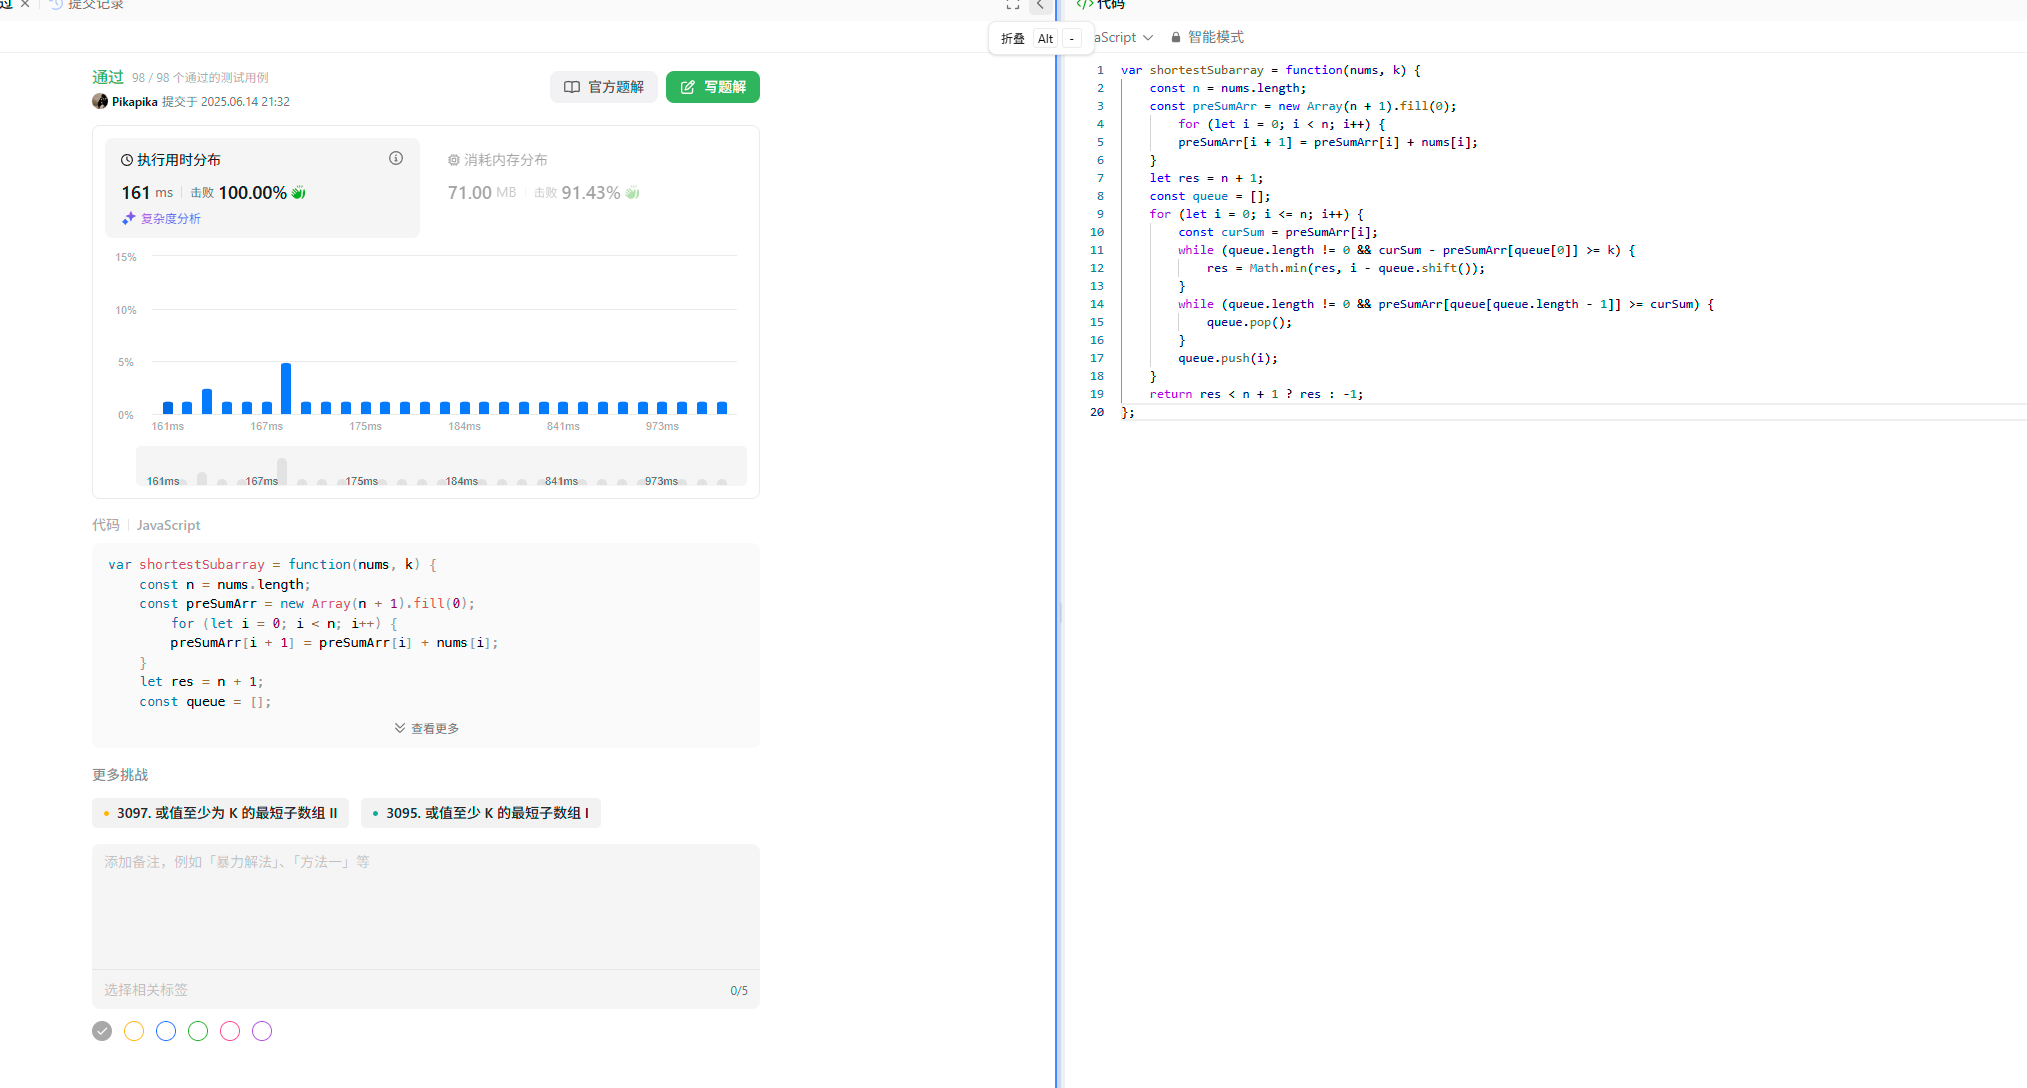 过 提交记录
折叠 Alt -
代码
aScript 智能模式
通过 98 / 98 个通过的测试用例
Pikapika 提交于 2025.06.14 21:32
官方题解 写题解
执行用时分布
161 ms 击败 100.00%
复杂度分析
消耗内存分布
71.00 MB 击败 91.43%
15%
10%
5%
0%
161ms 167ms 175ms 184ms 841ms 973ms
161ms 167ms 175ms 184ms 841ms 973ms
代码 JavaScript
var shortestSubarray = function(nums, k) {
    const n = nums.length;
    const preSumArr = new Array(n + 1).fill(0);
        for (let i = 0; i < n; i++) {
        preSumArr[i + 1] = preSumArr[i] + nums[i];
    }
    let res = n + 1;
    const queue = [];
查看更多
更多挑战
3097. 或值至少为 K 的最短子数组 II
3095. 或值至少 K 的最短子数组 I
添加备注，例如「暴力解法」、「方法一」等
选择相关标签 0/5
1 var shortestSubarray = function(nums, k) {
2     const n = nums.length;
3     const preSumArr = new Array(n + 1).fill(0);
4         for (let i = 0; i < n; i++) {
5         preSumArr[i + 1] = preSumArr[i] + nums[i];
6     }
7     let res = n + 1;
8     const queue = [];
9     for (let i = 0; i <= n; i++) {
10         const curSum = preSumArr[i];
11         while (queue.length != 0 && curSum - preSumArr[queue[0]] >= k) {
12             res = Math.min(res, i - queue.shift());
13         }
14         while (queue.length != 0 && preSumArr[queue[queue.length - 1]] >= curSum) {
15             queue.pop();
16         }
17         queue.push(i);
18     }
19     return res < n + 1 ? res : -1;
20 };